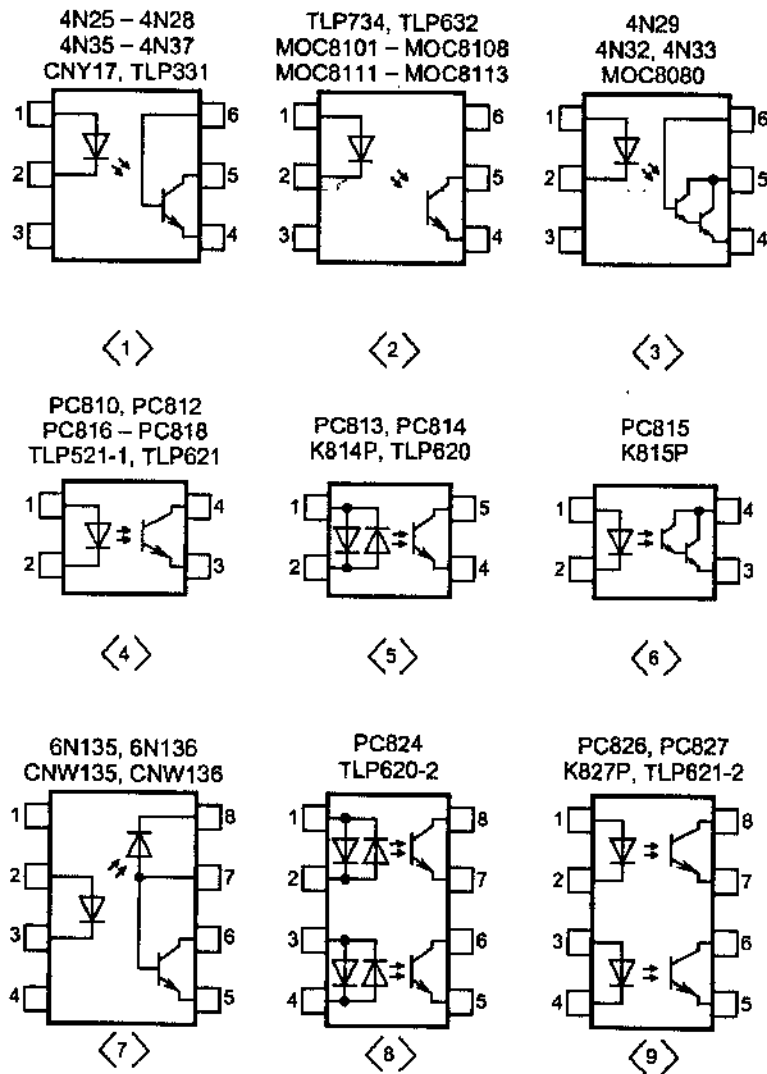 4N25 – 4N28
4N35 – 4N37
CNY17, TLP331
1
2
3
6
5
4
1
TLP734, TLP632
MOC8101 – MOC8108
MOC8111 – MOC8113
1
2
3
6
5
4
2
4N29
4N32, 4N33
MOC8080
1
2
3
6
5
4
3
PC810, PC812
PC816 – PC818
TLP521-1, TLP621
1
2
4
3
4
PC813, PC814
K814P, TLP620
1
2
5
4
5
PC815
K815P
1
2
4
3
6
6N135, 6N136
CNW135, CNW136
1
2
3
4
8
7
6
5
7
PC824
TLP620-2
1
2
3
4
8
7
6
5
8
PC826, PC827
K827P, TLP621-2
1
2
3
4
8
7
6
5
9